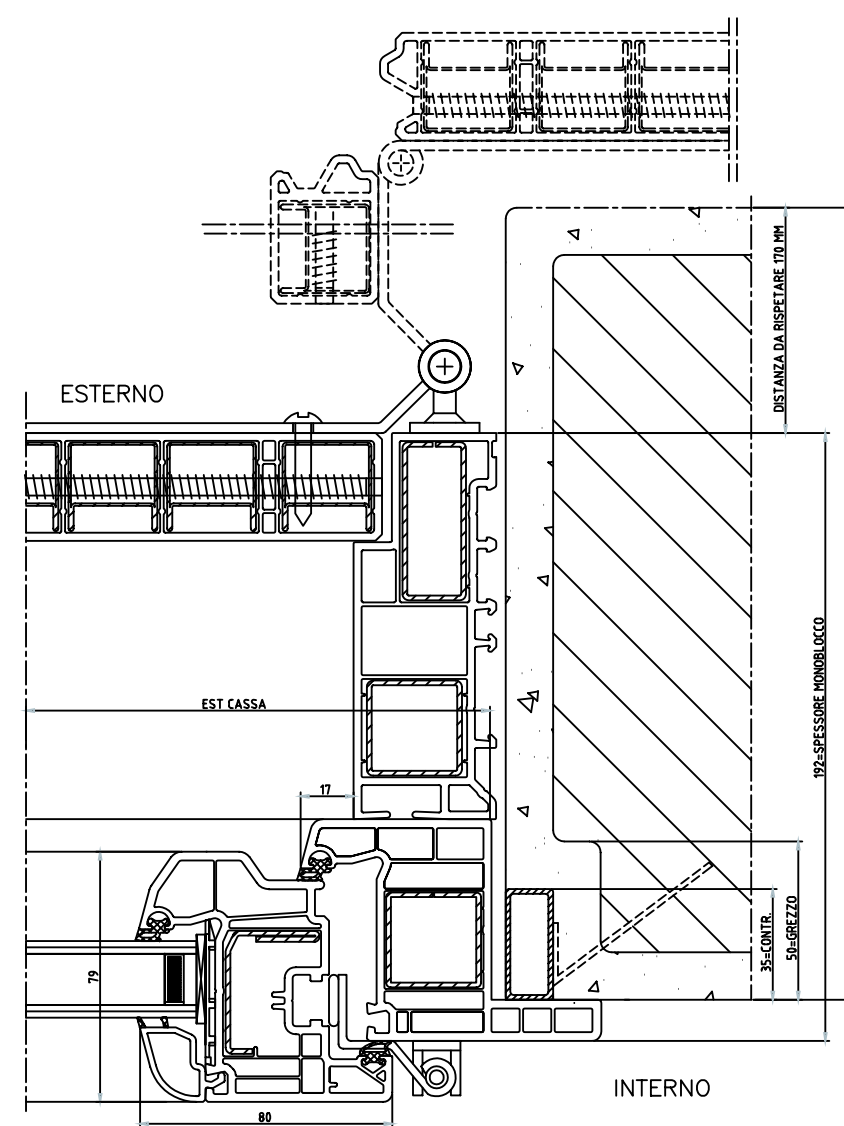 DISTANZA DA RISPETARE 170 MM
ESTERNO
192=SPESSORE MONOBLOCCO
EST CASSA
17
79
35=CONTR.
50=GREZZO
INTERNO
80